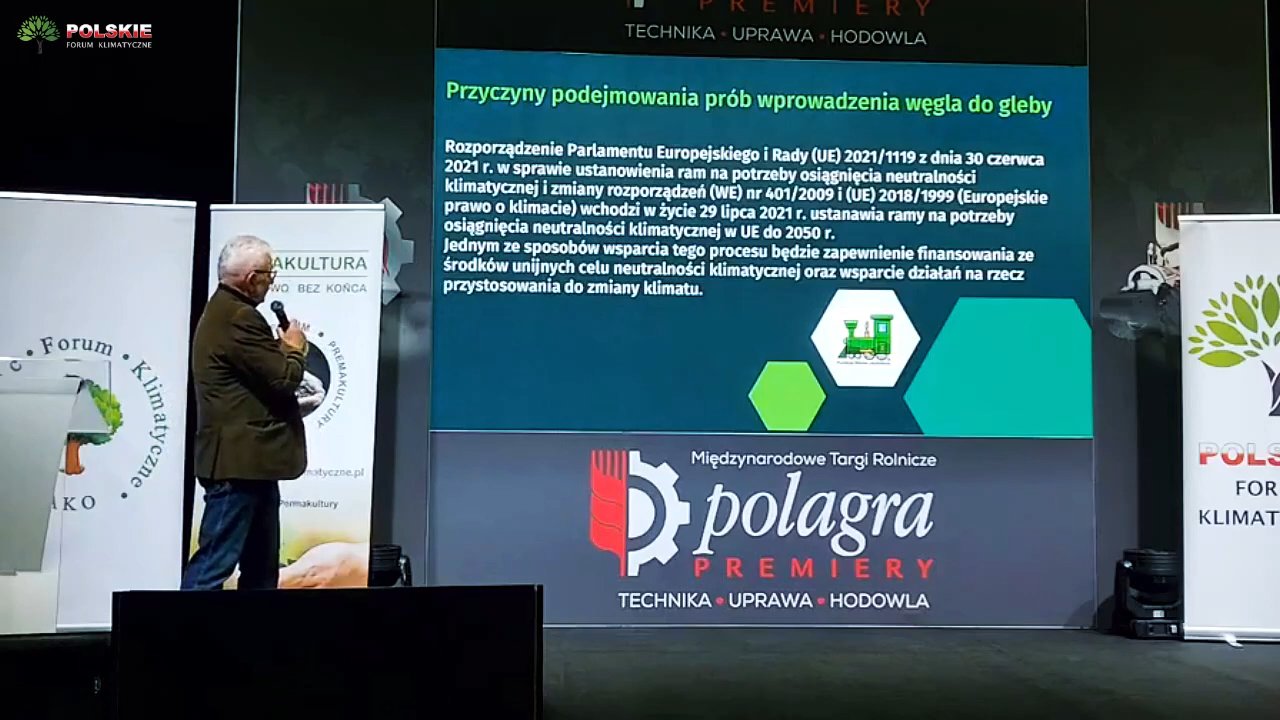 POLSKIE
FORUM KLIMATYCZNE
PREMIERY
TECHNIKA • UPRAWA • HODOWLA
Przyczyny podejmowania prób wprowadzenia węgla do gleby
Rozporządzenie Parlamentu Europejskiego i Rady (UE) 2021/1119 z dnia 30 czerwca
2021 r. w sprawie ustanowienia ram na potrzeby osiągnięcia neutralności
klimatycznej i zmiany rozporządzeń (WE) nr 401/2009 i (UE) 2018/1999 (Europejskie
prawo o klimacie) wchodzi w życie 29 lipca 2021 r. ustanawia ramy na potrzeby
osiągnięcia neutralności klimatycznej w UE do 2050 r.
Jednym ze sposobów wsparcia tego procesu będzie zapewnienie finansowania ze
środków unijnych celu neutralności klimatycznej oraz wsparcie działań na rzecz
przystosowania do zmiany klimatu.
Międzynarodowe Targi Rolnicze
polagra
PREMIERY
TECHNIKA • UPRAWA • HODOWLA
AKULTURA
WO BEZ KOŃCA
PREMAKULTURY
matyczne.pl
Permakultury
• Forum • Klimatyczne •
AKO
POLS
FOR
KLIMAT